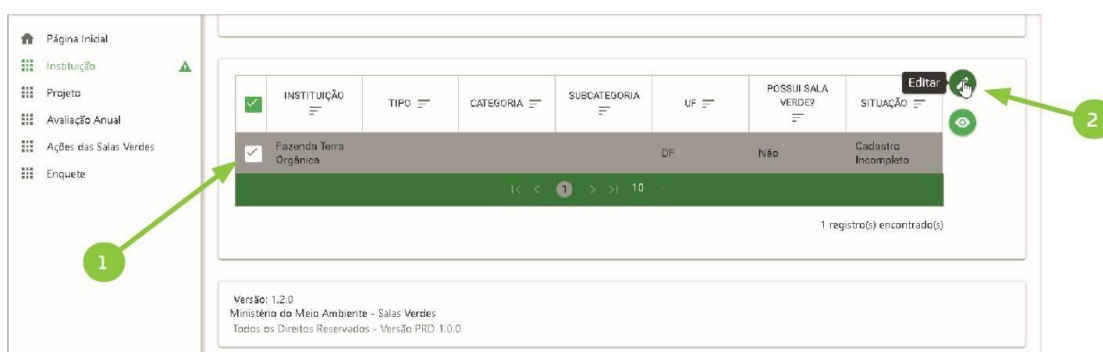 Página Inicial
Instituição
Projeto
Avaliação Anual
Ações das Salas Verdes
Enquete
INSTITUIÇÃO
TIPO
CATEGORIA
SUBCATEGORIA
UF
POSSUI SALA
VERDE?
SITUAÇÃO
Editar
2
Fazenda Terra
Orgânica
DF
Não
Cadastro
Incompleto
1
|< < 1 > >| 10
1 registro(s) encontrado(s)
Versão: 1.2.0
Ministério do Meio Ambiente - Salas Verdes
Todos os Direitos Reservados - Versão PRD 1.0.0